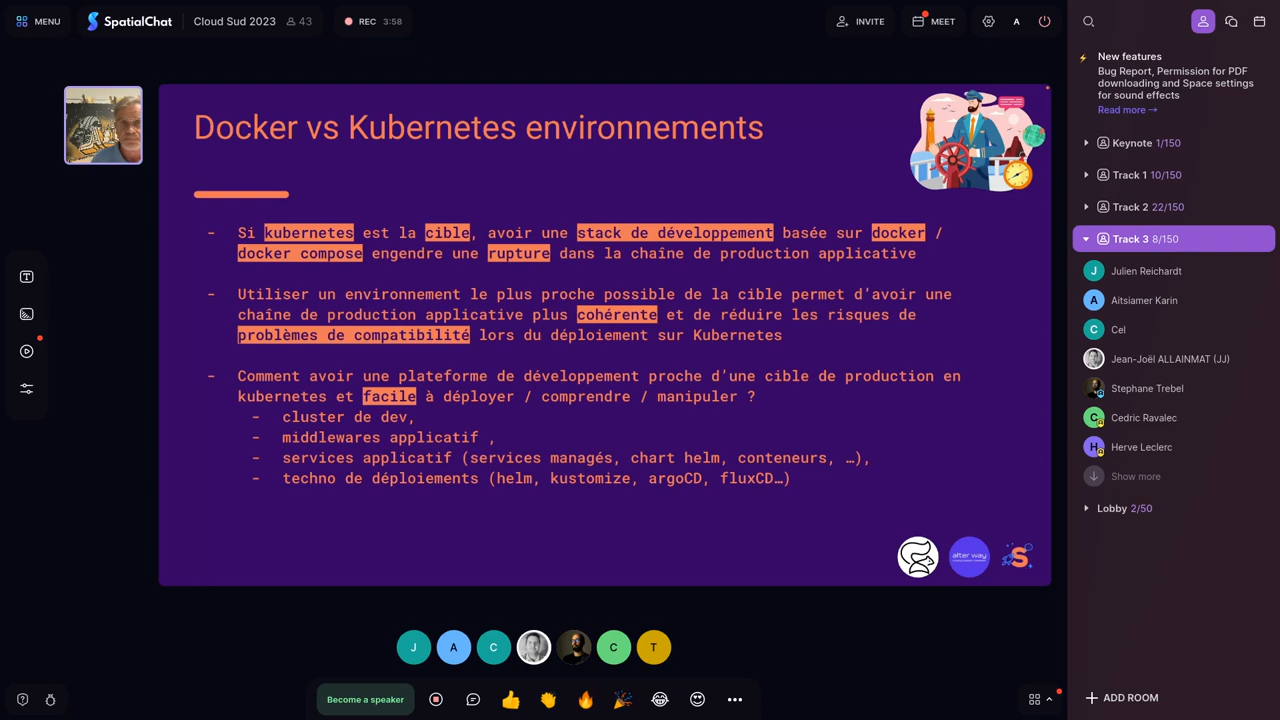 MENU
SpatialChat
Cloud Sud 2023
43
REC 3:58
INVITE
MEET
A
New features
Bug Report, Permission for PDF
downloading and Space settings
for sound effects
Read more →
Keynote 1/150
Track 1 10/150
Track 2 22/150
Track 3 8/150
J Julien Reichardt
A Aitsiamer Karin
C Cel
Jean-Joël ALLAINMAT (JJ)
Stephane Trebel
C Cedric Ravalec
H Herve Leclerc
Show more
Lobby 2/50
ADD ROOM
Docker vs Kubernetes environnements
- Si kubernetes est la cible, avoir une stack de développement basée sur docker /
docker compose engendre une rupture dans la chaîne de production applicative
- Utiliser un environnement le plus proche possible de la cible permet d’avoir une
chaîne de production applicative plus cohérente et de réduire les risques de
problèmes de compatibilité lors du déploiement sur Kubernetes
- Comment avoir une plateforme de développement proche d’une cible de production en
kubernetes et facile à déployer / comprendre / manipuler ?
- cluster de dev,
- middlewares applicatif ,
- services applicatif (services managés, chart helm, conteneurs, …),
- techno de déploiements (helm, kustomize, argoCD, fluxCD…)
alter way
S
J A C C T
Become a speaker